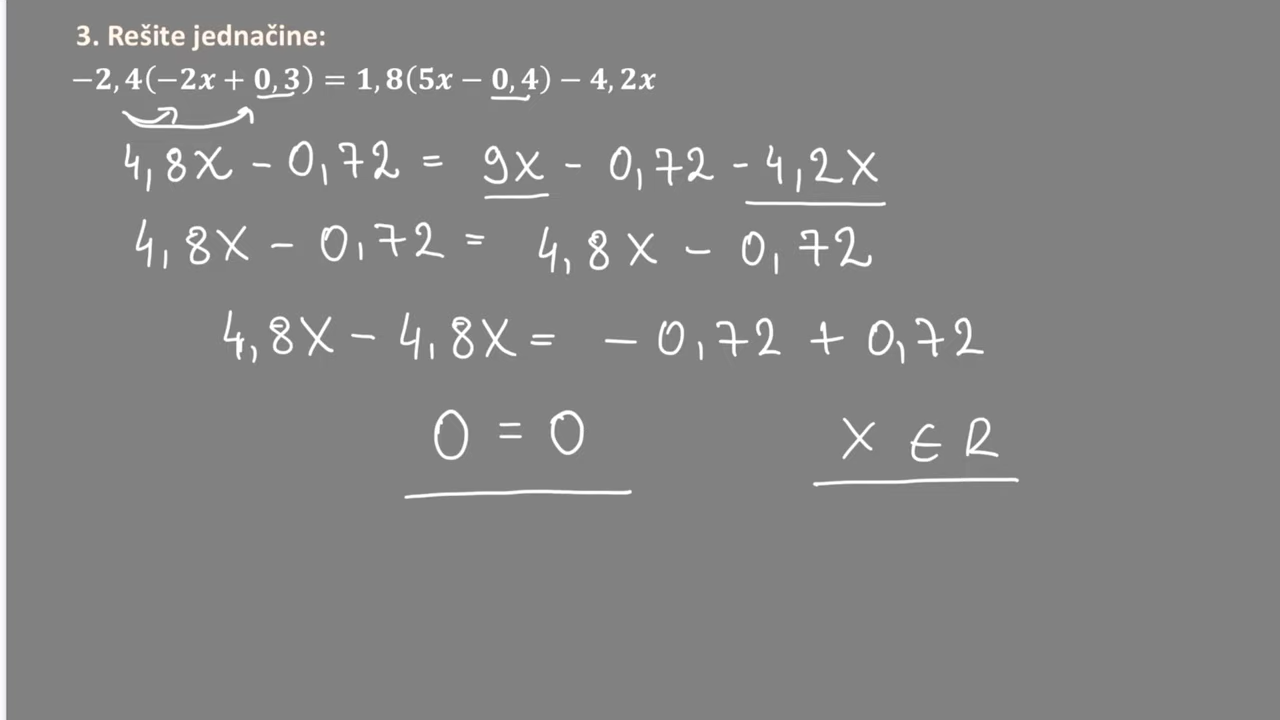 3. Rešite jednačine:
−2,4(−2x + 0,3) = 1,8(5x − 0,4) − 4,2x
4,8X − 0,72 = 9X − 0,72 − 4,2X
4,8X − 0,72 = 4,8X − 0,72
4,8X − 4,8X = − 0,72 + 0,72
0 = 0 X ∈ R